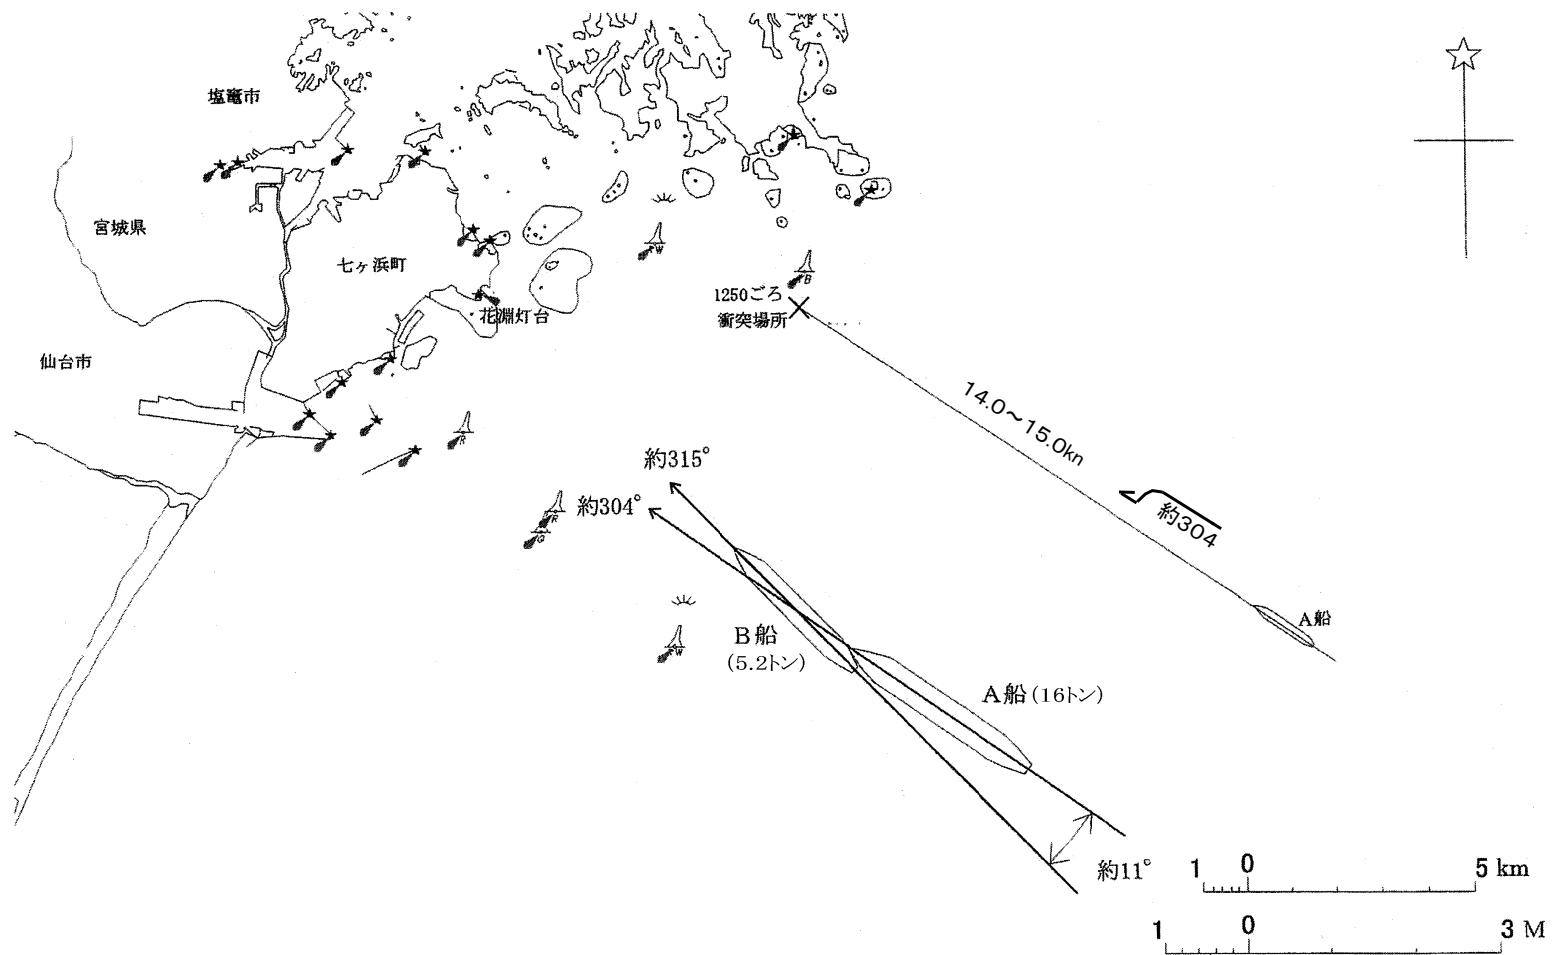 塩竈市
宮城県
七ヶ浜町
W
B
1250ごろ
衝突場所
花淵灯台
仙台市
14.0～15.0kn
R
約315°
約304°
約304
R
G
A船
B船
(5.2トン)
W
A船(16トン)
約11°
1 0 5 km
1 0 3 M